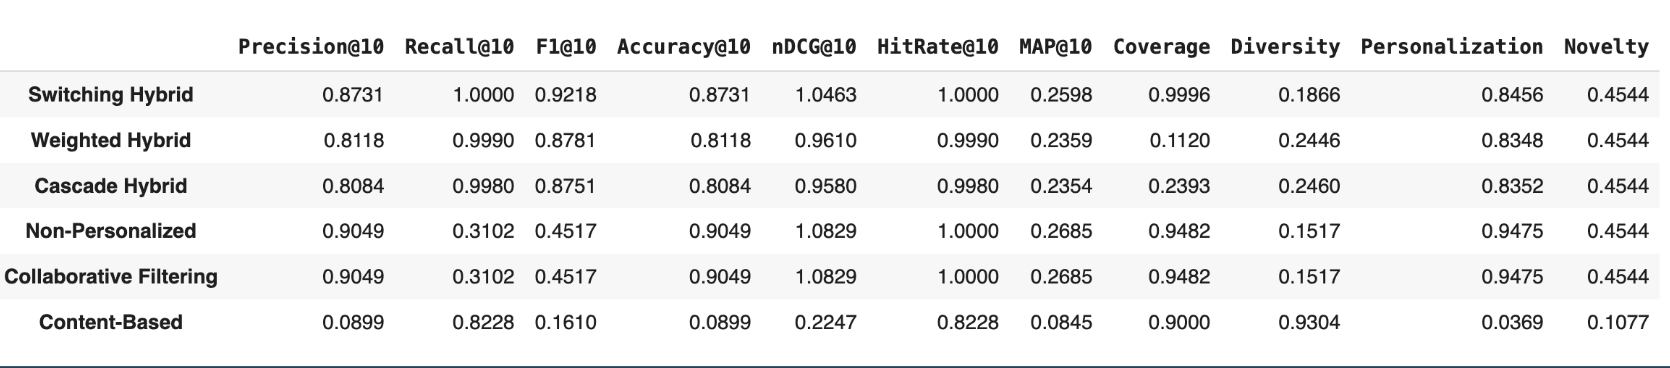 Precision@10 Recall@10 F1@10 Accuracy@10 nDCG@10 HitRate@10 MAP@10 Coverage Diversity Personalization Novelty
Switching Hybrid 0.8731 1.0000 0.9218 0.8731 1.0463 1.0000 0.2598 0.9996 0.1866 0.8456 0.4544
Weighted Hybrid 0.8118 0.9990 0.8781 0.8118 0.9610 0.9990 0.2359 0.1120 0.2446 0.8348 0.4544
Cascade Hybrid 0.8084 0.9980 0.8751 0.8084 0.9580 0.9980 0.2354 0.2393 0.2460 0.8352 0.4544
Non-Personalized 0.9049 0.3102 0.4517 0.9049 1.0829 1.0000 0.2685 0.9482 0.1517 0.9475 0.4544
Collaborative Filtering 0.9049 0.3102 0.4517 0.9049 1.0829 1.0000 0.2685 0.9482 0.1517 0.9475 0.4544
Content-Based 0.0899 0.8228 0.1610 0.0899 0.2247 0.8228 0.0845 0.9000 0.9304 0.0369 0.1077